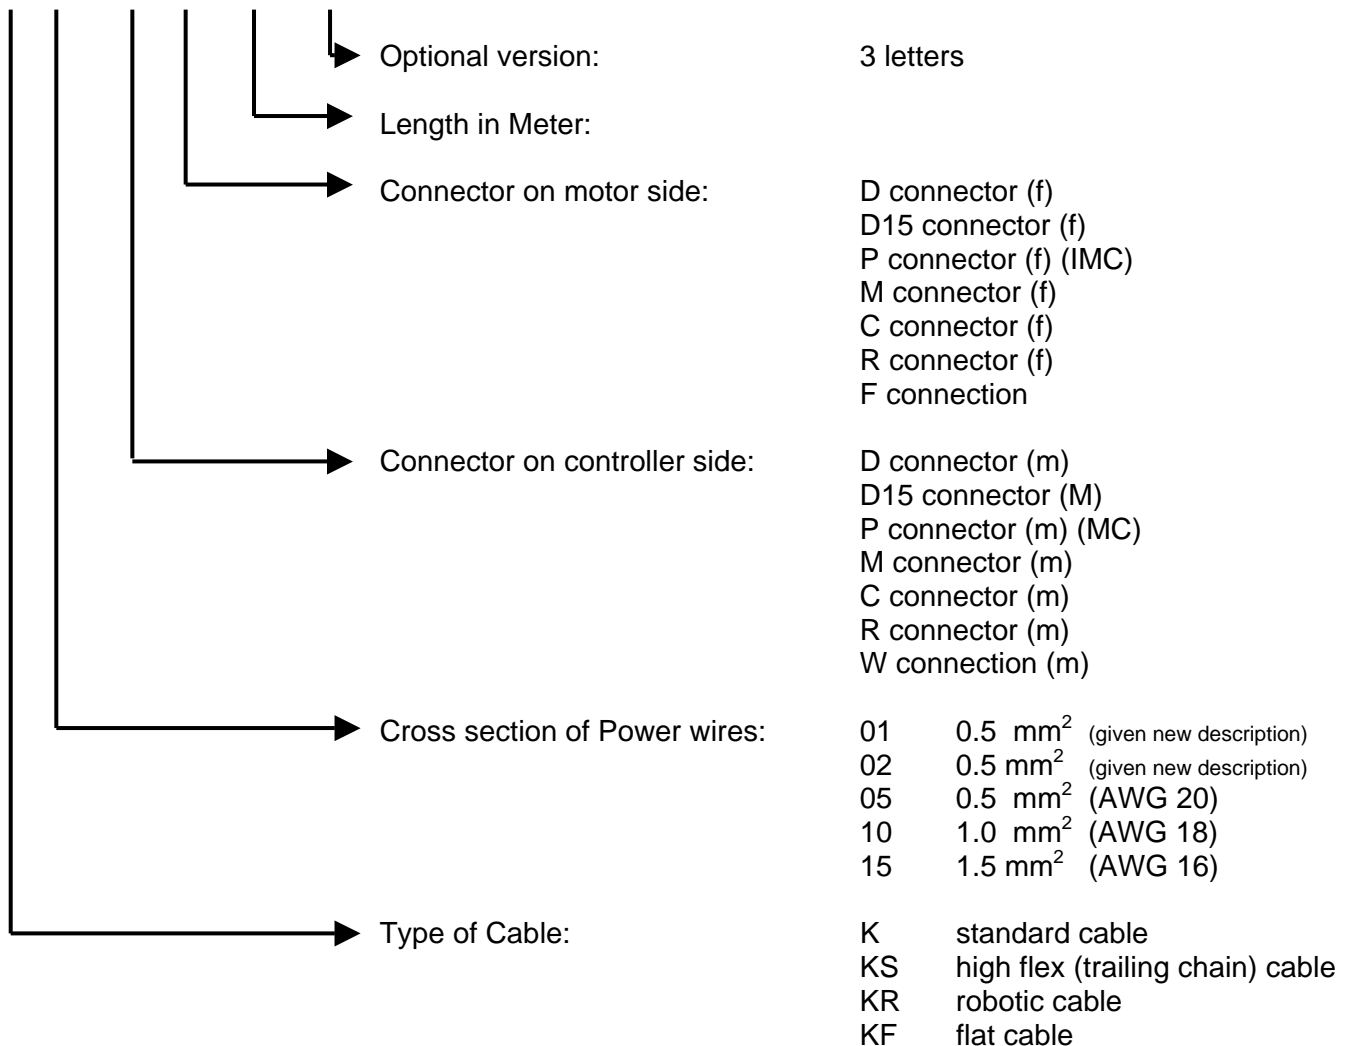 Optional version: 3 letters
Length in Meter:
Connector on motor side: D connector (f)
D15 connector (f)
P connector (f) (IMC)
M connector (f)
C connector (f)
R connector (f)
F connection
Connector on controller side: D connector (m)
D15 connector (M)
P connector (m) (MC)
M connector (m)
C connector (m)
R connector (m)
W connection (m)
Cross section of Power wires: 01 0.5 mm² (given new description)
02 0.5 mm² (given new description)
05 0.5 mm² (AWG 20)
10 1.0 mm² (AWG 18)
15 1.5 mm² (AWG 16)
Type of Cable: K standard cable
KS high flex (trailing chain) cable
KR robotic cable
KF flat cable